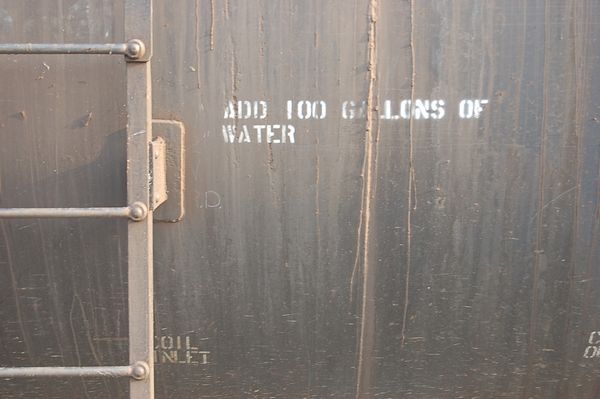 ADD 100 GALLONS OF
WATER
COIL
INLET